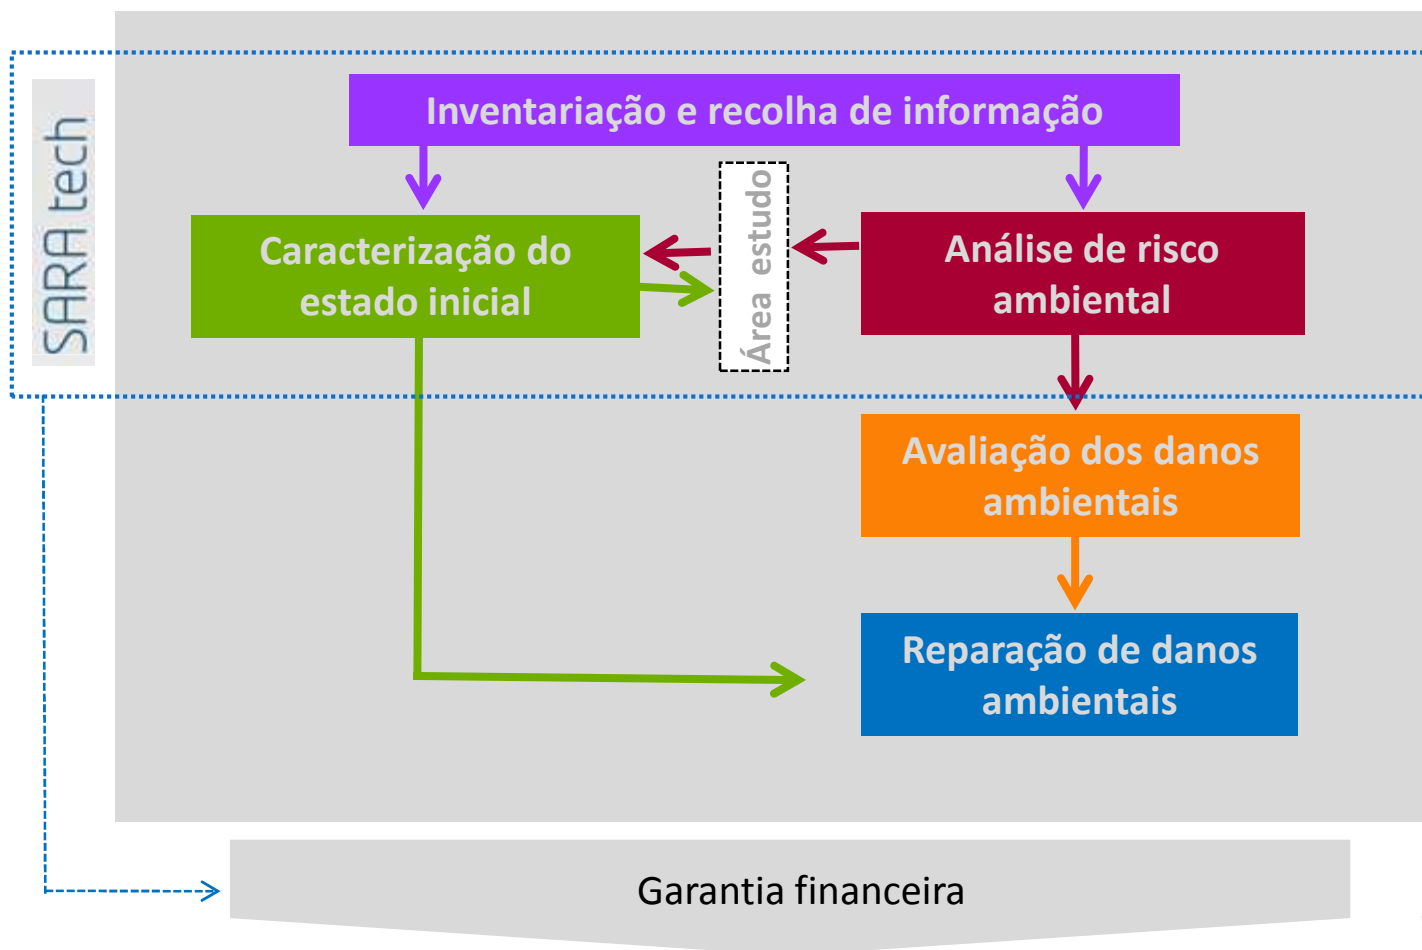 SARA tech
Inventariação e recolha de informação
Caracterização do
estado inicial
Área estudo
Análise de risco
ambiental
Avaliação dos danos
ambientais
Reparação de danos
ambientais
Garantia financeira